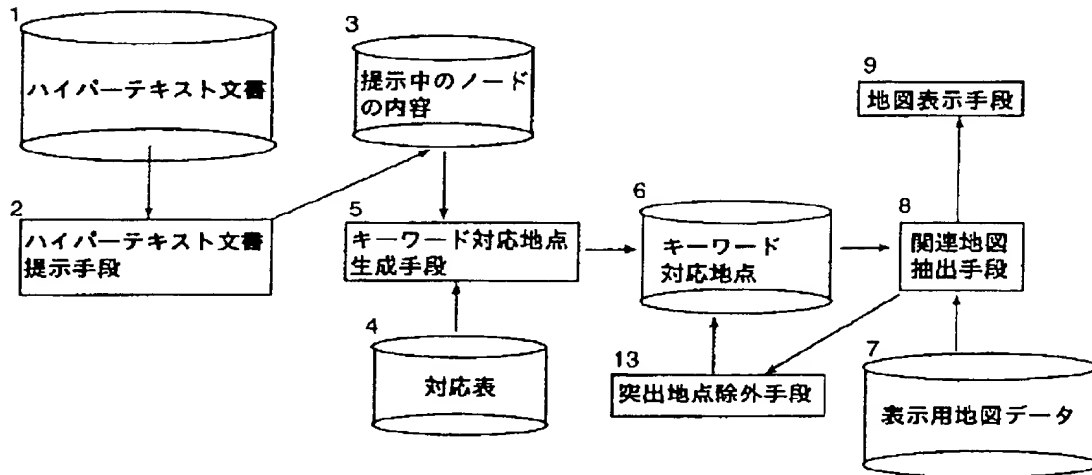 1
ハイパーテキスト文書
2
ハイパーテキスト文書
提示手段
3
提示中のノード
の内容
5
キーワード対応地点
生成手段
4
対応表
6
キーワード
対応地点
13
突出地点除外手段
9
地図表示手段
8
関連地図
抽出手段
7
表示用地図データ